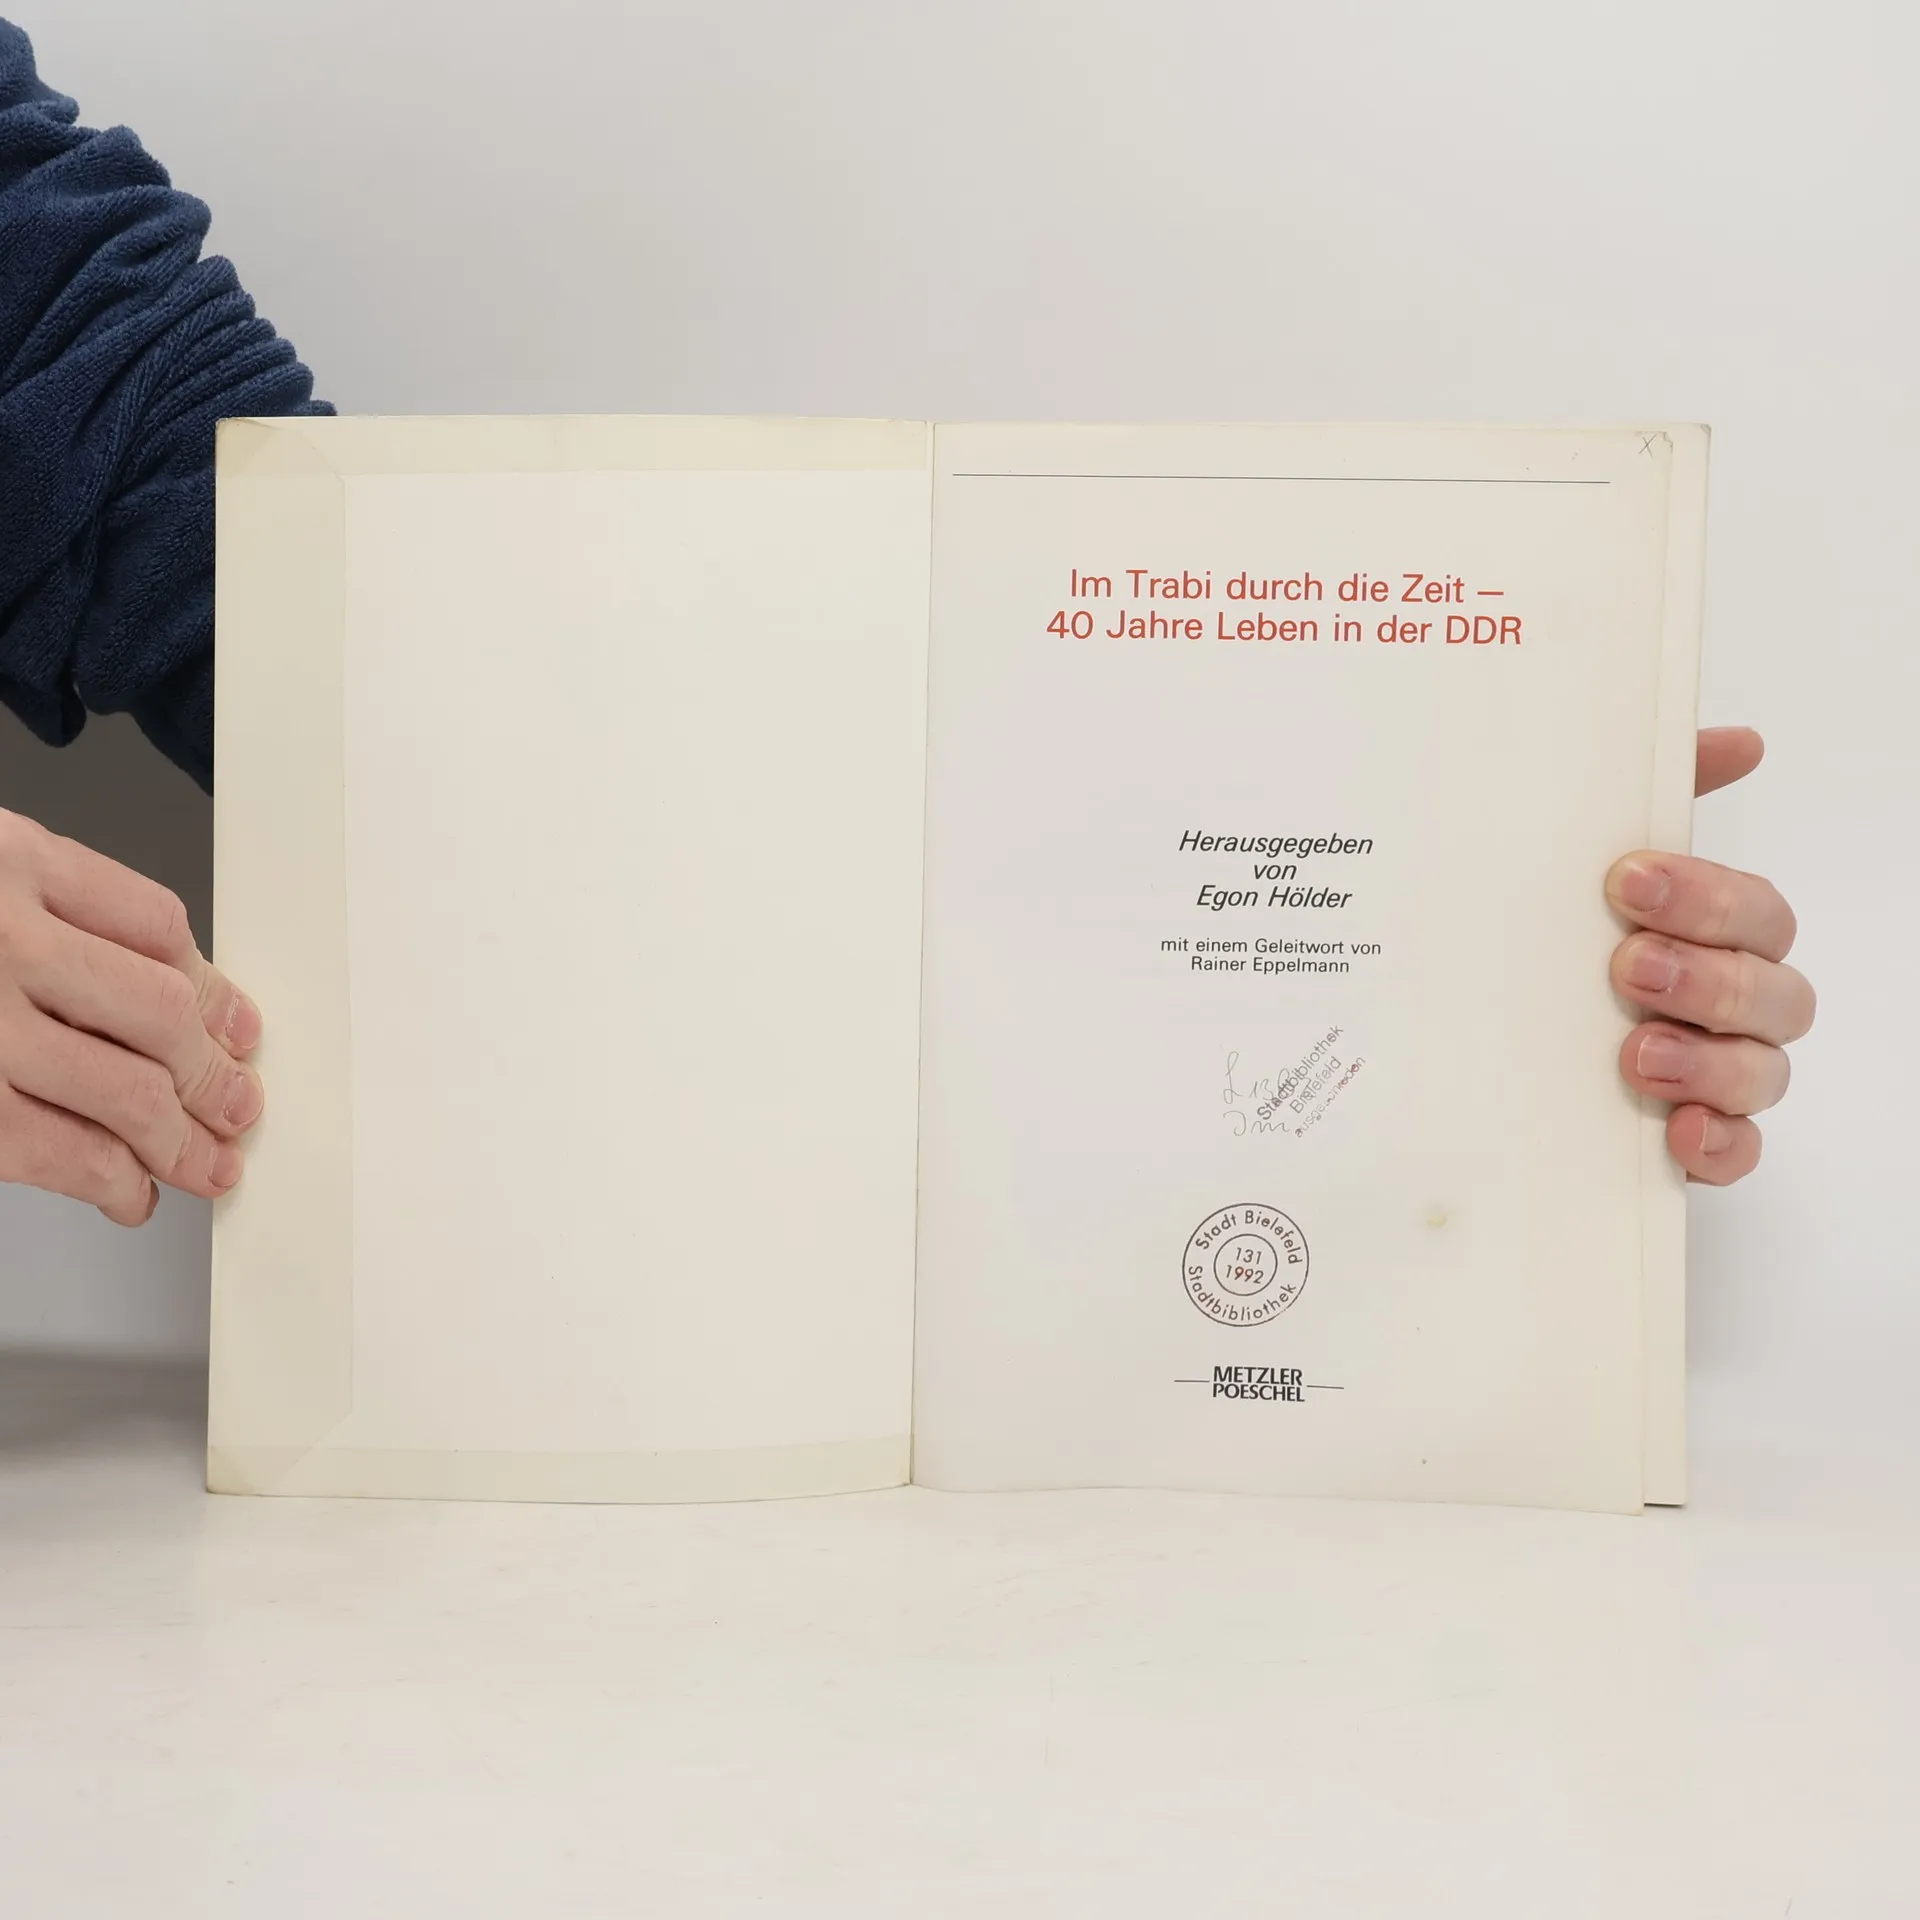 X
Im Trabi durch die Zeit –
40 Jahre Leben in der DDR
Herausgegeben
von
Egon Hölder
mit einem Geleitwort von
Rainer Eppelmann
Stadtbibliothek
Bielefeld
Stadt Bielefeld
131
1992
Stadtbibliothek
METZLER
POESCHEL